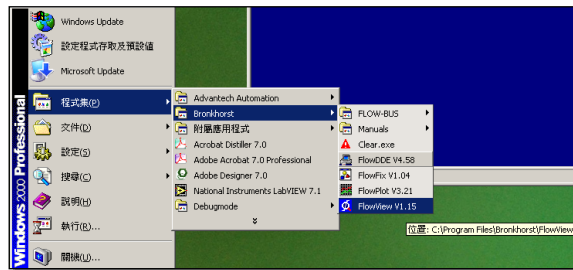 Windows 2000 Professional
Windows Update
設定程式存取及預設值
Microsoft Update
程式集(P)
文件(D)
設定(S)
搜尋(C)
說明(H)
執行(R)...
關機(U)...
Advantech Automation
Bronkhorst
附屬應用程式
Acrobat Distiller 7.0
Adobe Acrobat 7.0 Professional
Adobe Designer 7.0
National Instruments LabVIEW 7.1
Debugmode
FLOW-BUS
Manuals
Clear.exe
FlowDDE V4.58
FlowFix V1.04
FlowPlot V3.21
FlowView V1.15
位置: C:\Program Files\Bronkhorst\FlowView